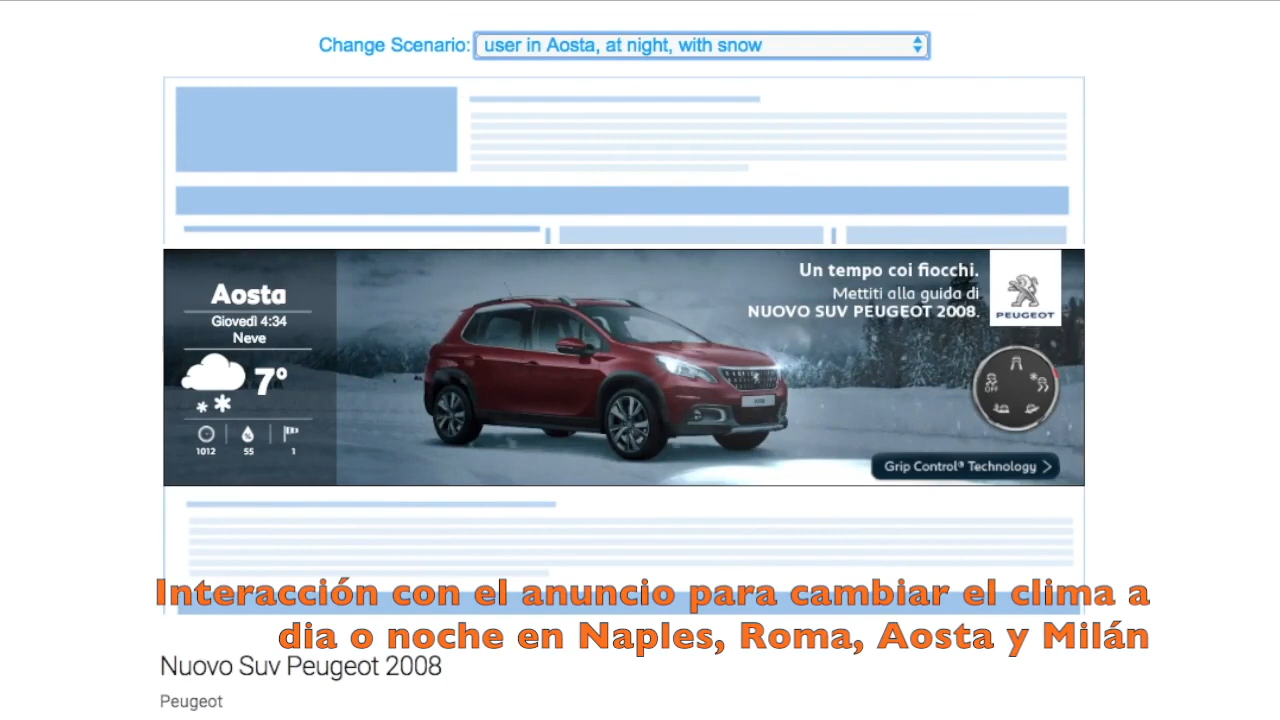 Change Scenario: user in Aosta, at night, with snow
Aosta
Giovedì 4:34
Neve
7°
1012 55 1
Un tempo coi fiocchi.
Mettiti alla guida di
NUOVO SUV PEUGEOT 2008.
PEUGEOT
OFF
Grip Control® Technology
Interacción con el anuncio para cambiar el clima a
dia o noche en Naples, Roma, Aosta y Milán
Nuovo Suv Peugeot 2008
Peugeot